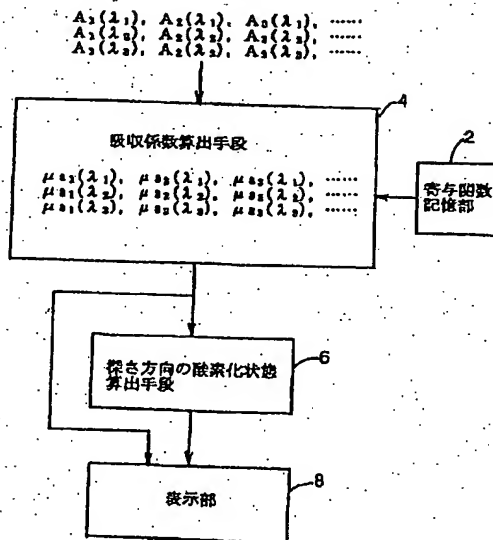 A₁(λ₁), A₂(λ₁), A₃(λ₁), ……
A₁(λ₂), A₂(λ₂), A₃(λ₂), ……
A₁(λ₃), A₂(λ₃), A₃(λ₃), ……
4
吸収係数算出手段
μa₁(λ₁), μa₂(λ₁), μa₃(λ₁), ……
μa₁(λ₂), μa₂(λ₂), μa₃(λ₂), ……
μa₁(λ₃), μa₂(λ₃), μa₃(λ₃), ……
2
寄与関数
記憶部
6
深さ方向の酸素化状態
算出手段
8
表示部